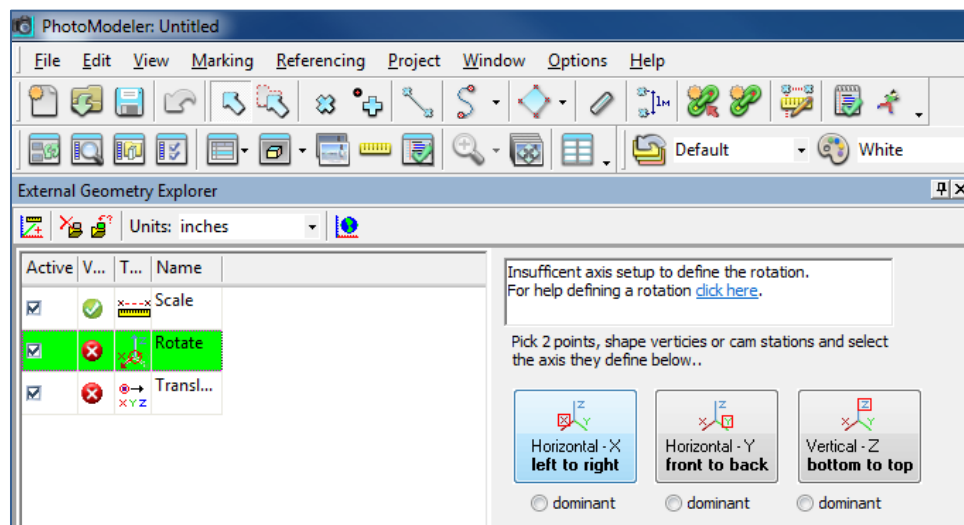 PhotoModeler: Untitled
File Edit View Marking Referencing Project Window Options Help
1M
Default White
External Geometry Explorer
Units: inches
Active V... T... Name
Scale
Rotate
Transl...
X Y Z
Insufficent axis setup to define the rotation.
For help defining a rotation click here.
Pick 2 points, shape verticies or cam stations and select
the axis they define below..
Z
X Y
Horizontal - X
left to right
dominant
Z
X Y
Horizontal - Y
front to back
dominant
Z
X Y
Vertical - Z
bottom to top
dominant